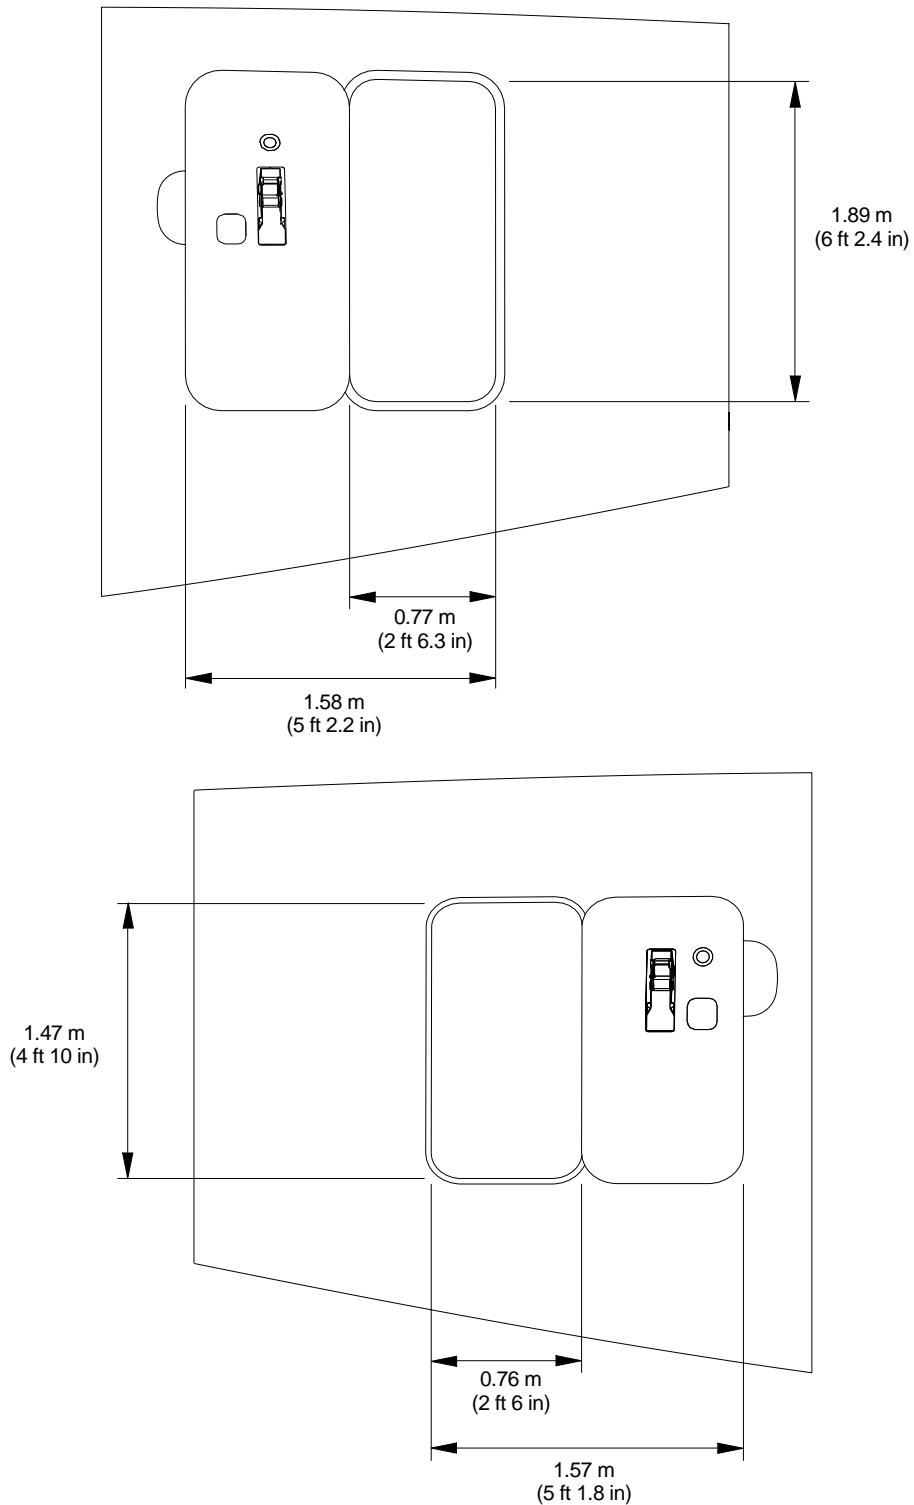 1.89 m
(6 ft 2.4 in)
0.77 m
(2 ft 6.3 in)
1.58 m
(5 ft 2.2 in)
1.47 m
(4 ft 10 in)
0.76 m
(2 ft 6 in)
1.57 m
(5 ft 1.8 in)